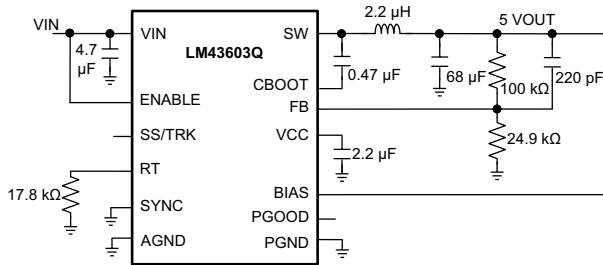 VIN
4.7
µF
VIN
LM43603Q
SW
2.2 µH
5 VOUT
CBOOT
0.47 µF
68 µF
100 kΩ
220 pF
ENABLE
FB
SS/TRK
VCC
24.9 kΩ
2.2 µF
RT
17.8 kΩ
SYNC
BIAS
PGOOD
AGND
PGND